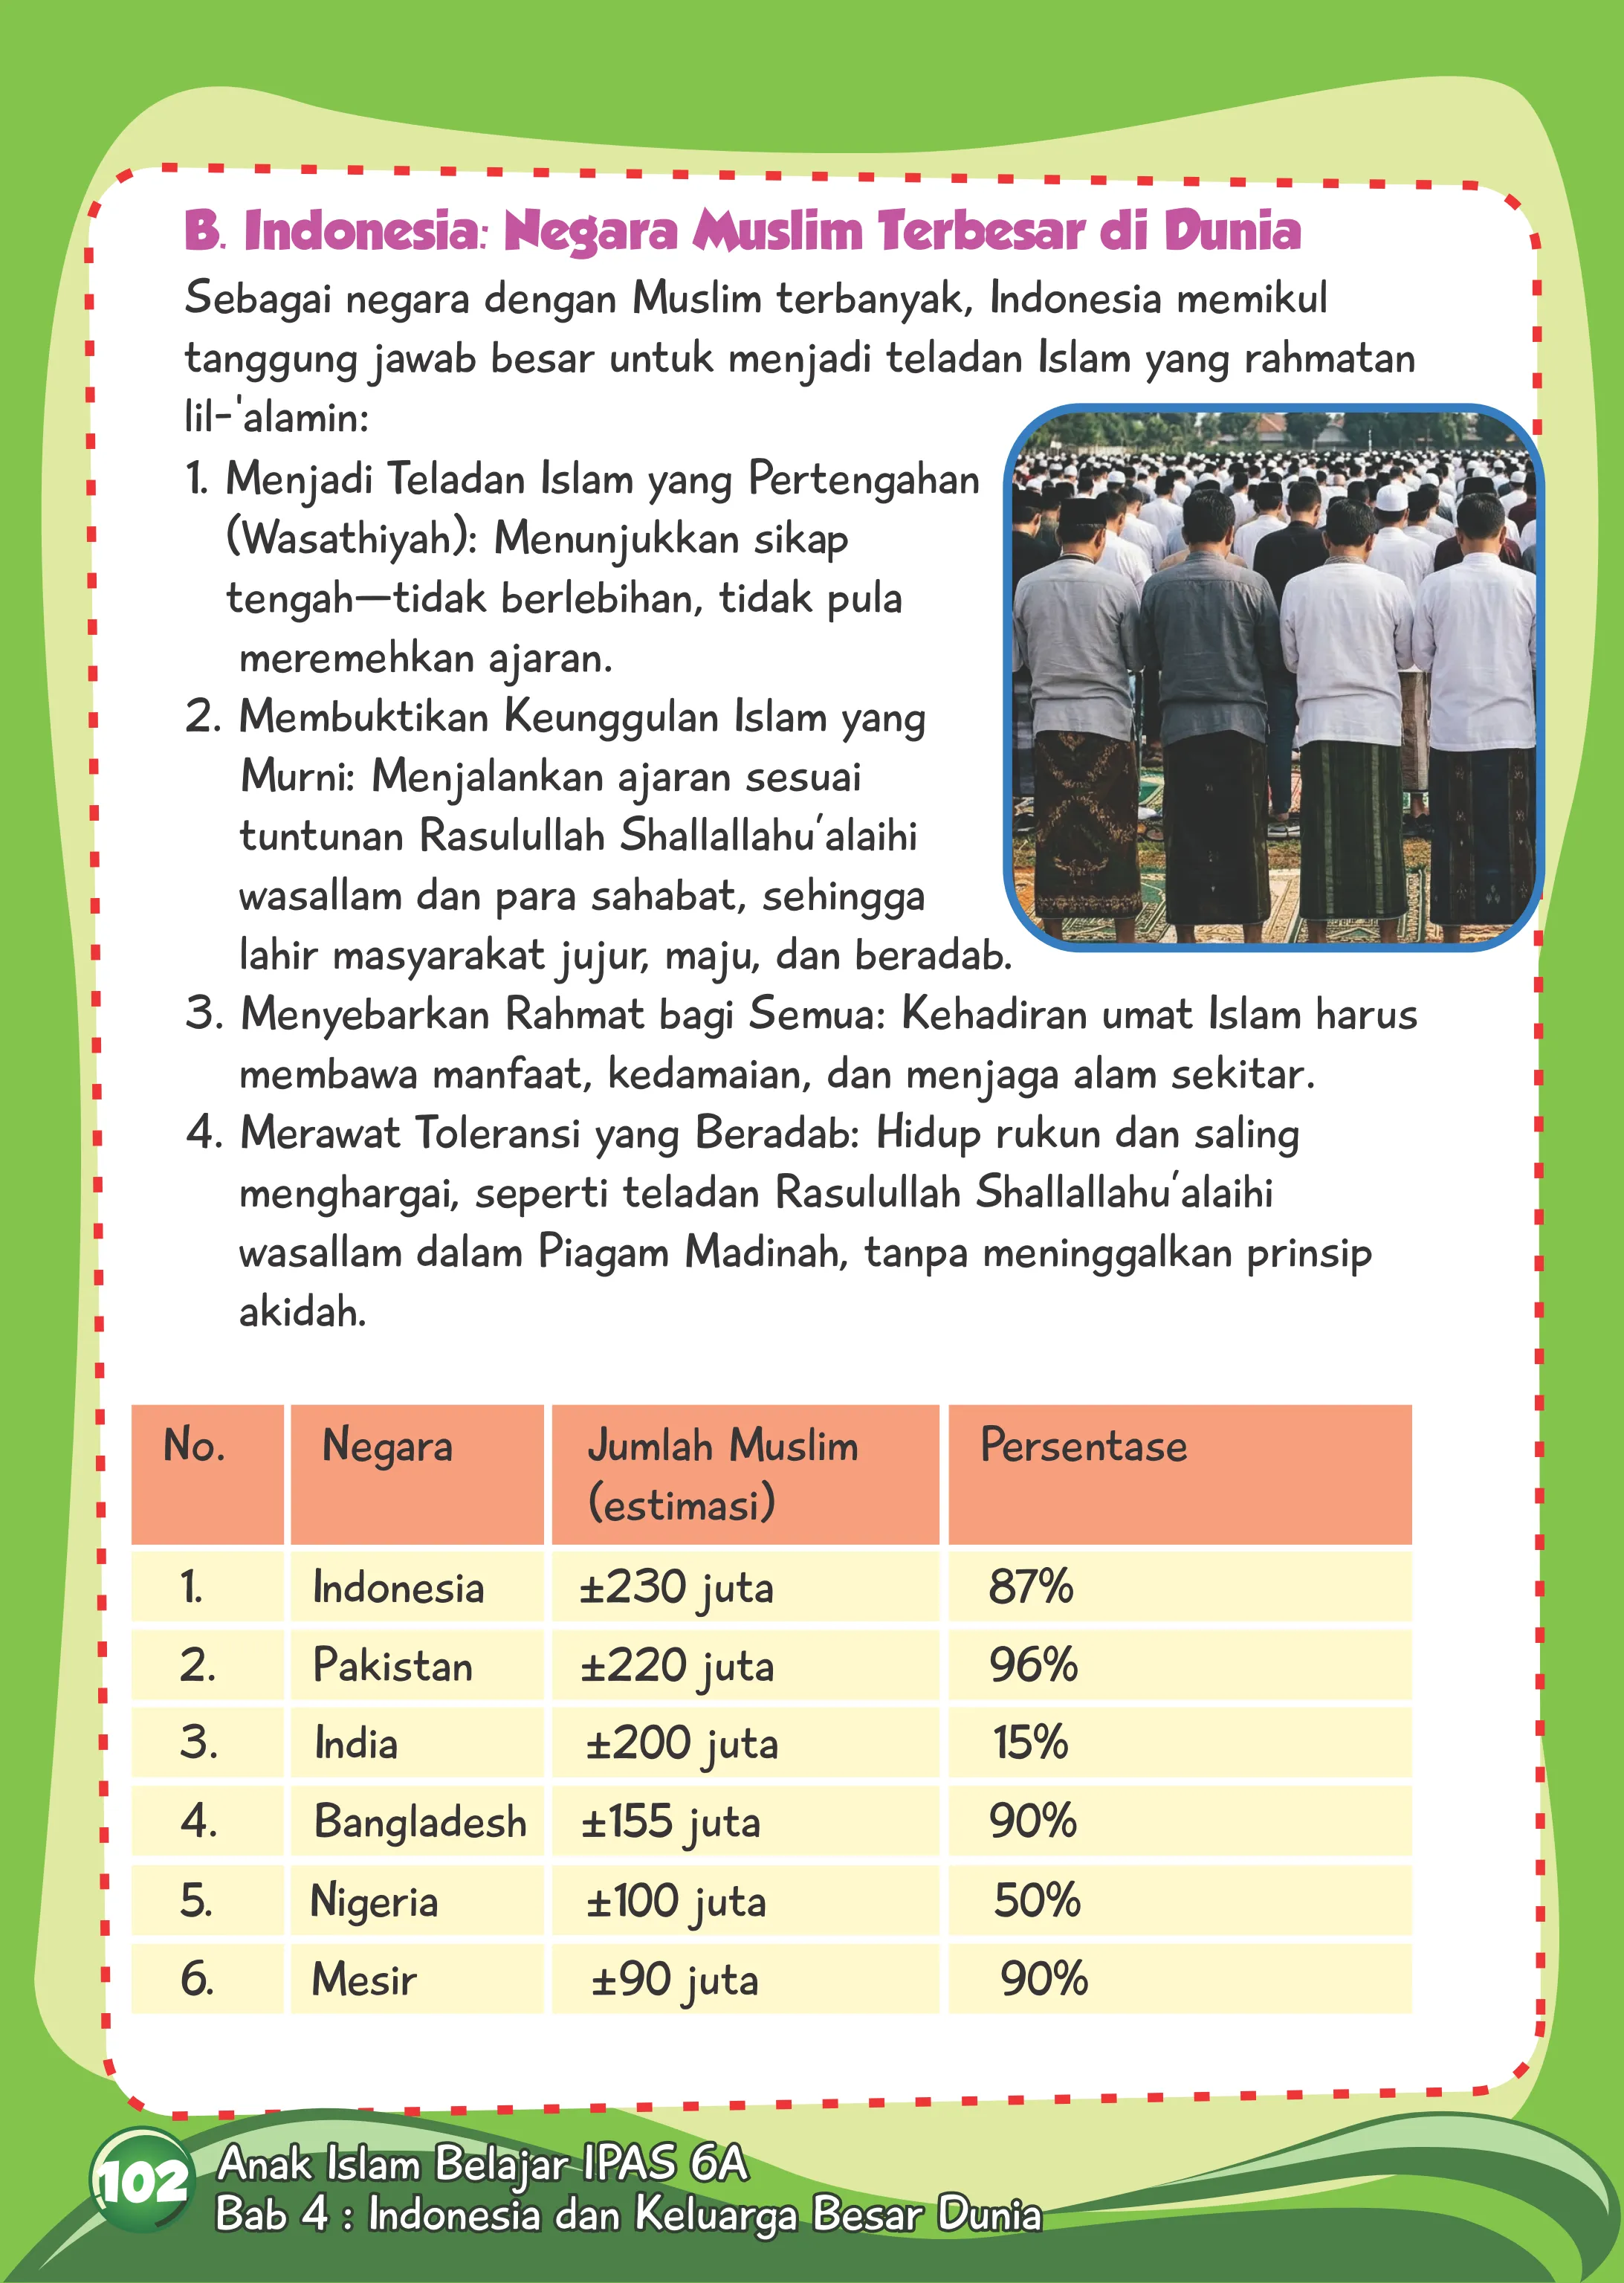 B. Indonesia: Negara Muslim Terbesar di Dunia
Sebagai negara dengan Muslim terbanyak, Indonesia memikul
tanggung jawab besar untuk menjadi teladan Islam yang rahmatan
lil-'alamin:
1. Menjadi Teladan Islam yang Pertengahan
(Wasathiyah): Menunjukkan sikap
tengah—tidak berlebihan, tidak pula
meremehkan ajaran.
2. Membuktikan Keunggulan Islam yang
Murni: Menjalankan ajaran sesuai
tuntunan Rasulullah Shallallahu'alaihi
wasallam dan para sahabat, sehingga
lahir masyarakat jujur, maju, dan beradab.
3. Menyebarkan Rahmat bagi Semua: Kehadiran umat Islam harus
membawa manfaat, kedamaian, dan menjaga alam sekitar.
4. Merawat Toleransi yang Beradab: Hidup rukun dan saling
menghargai, seperti teladan Rasulullah Shallallahu'alaihi
wasallam dalam Piagam Madinah, tanpa meninggalkan prinsip
akidah.
No. Negara Jumlah Muslim (estimasi) Persentase
1. Indonesia ±230 juta 87%
2. Pakistan ±220 juta 96%
3. India ±200 juta 15%
4. Bangladesh ±155 juta 90%
5. Nigeria ±100 juta 50%
6. Mesir ±90 juta 90%
102
Anak Islam Belajar IPAS 6A
Bab 4 : Indonesia dan Keluarga Besar Dunia